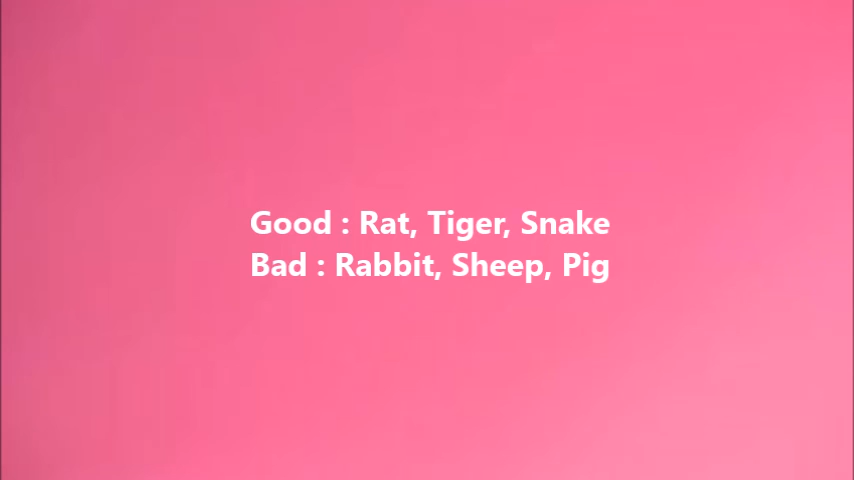 Good : Rat, Tiger, Snake
Bad : Rabbit, Sheep, Pig